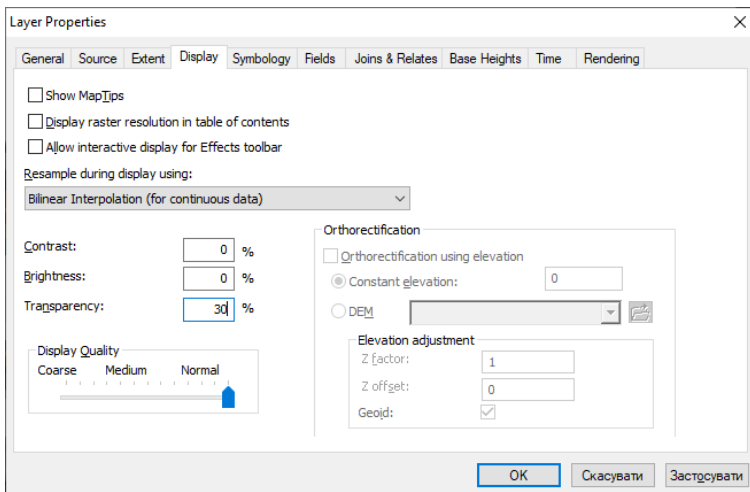 Layer Properties
General Source Extent Display Symbology Fields Joins & Relates Base Heights Time Rendering
Show MapTips
Display raster resolution in table of contents
Allow interactive display for Effects toolbar
Resample during display using:
Bilinear Interpolation (for continuous data)
Contrast: 0 %
Brightness: 0 %
Transparency: 30 %
Display Quality
Coarse Medium Normal
Orthorectification
Orthorectification using elevation
Constant elevation: 0
DEM
Elevation adjustment
Z factor: 1
Z offset: 0
Geoid:
OK Скасувати Застосувати